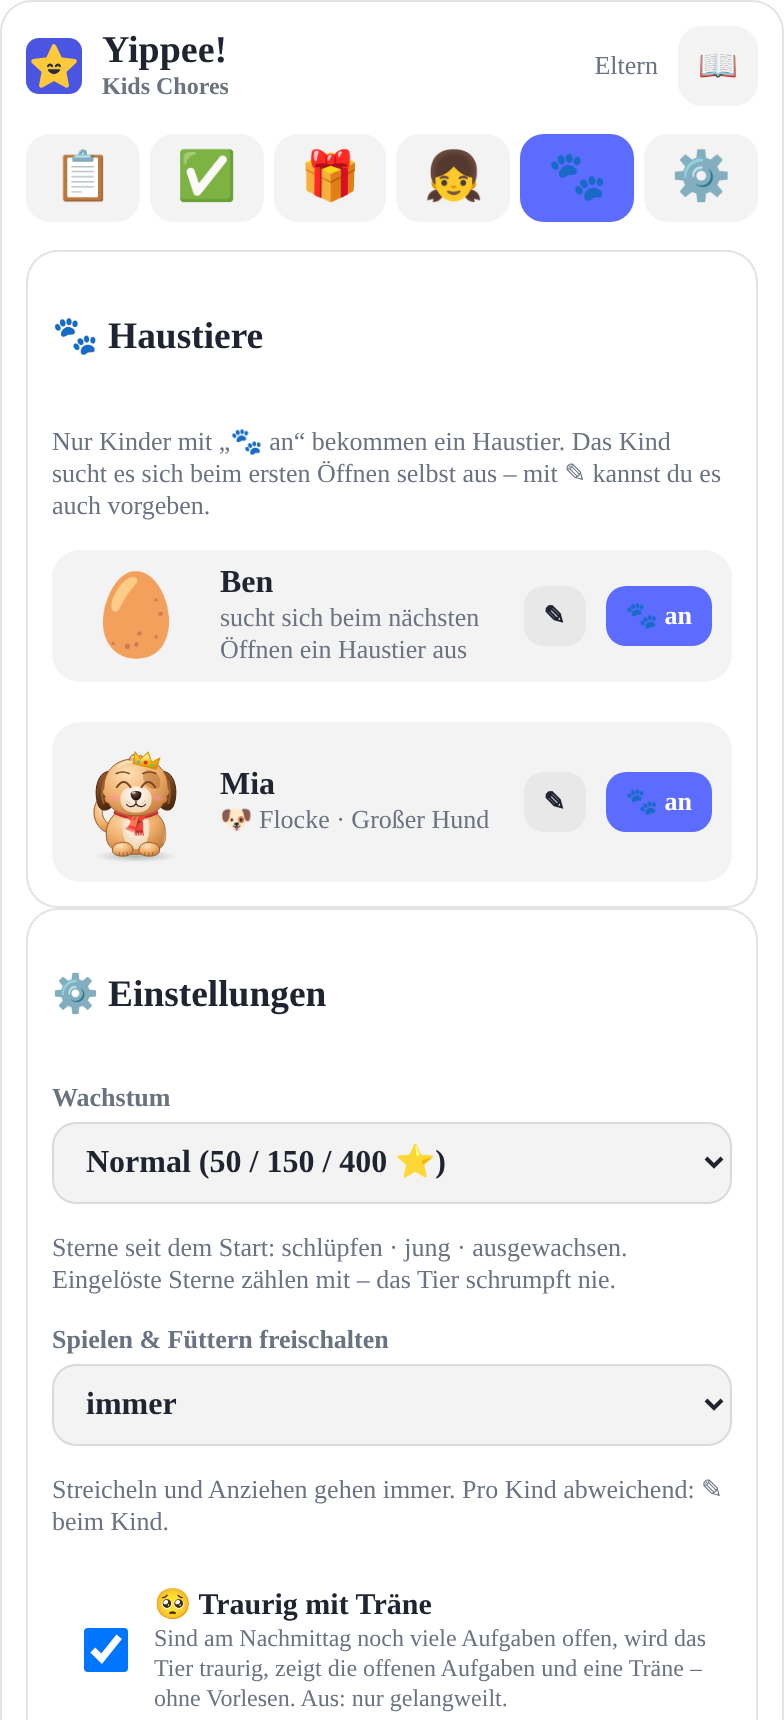 Yippee!
Kids Chores
Eltern
🐾 Haustiere
Nur Kinder mit „🐾 an“ bekommen ein Haustier. Das Kind
sucht es sich beim ersten Öffnen selbst aus – mit ✎ kannst du es
auch vorgeben.
Ben
sucht sich beim nächsten
Öffnen ein Haustier aus
✎
🐾 an
Mia
🐶 Flocke · Großer Hund
✎
🐾 an
⚙️ Einstellungen
Wachstum
Normal (50 / 150 / 400 ⭐)
Sterne seit dem Start: schlüpfen · jung · ausgewachsen.
Eingelöste Sterne zählen mit – das Tier schrumpft nie.
Spielen & Füttern freischalten
immer
Streicheln und Anziehen gehen immer. Pro Kind abweichend: ✎
beim Kind.
🥺 Traurig mit Träne
Sind am Nachmittag noch viele Aufgaben offen, wird das
Tier traurig, zeigt die offenen Aufgaben und eine Träne –
ohne Vorlesen. Aus: nur gelangweilt.